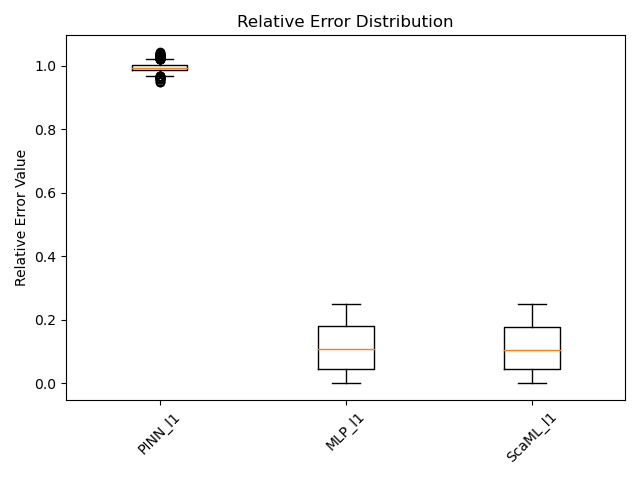 Relative Error Distribution
Relative Error Value
1.0
0.8
0.6
0.4
0.2
0.0
PINN_l1
MLP_l1
ScaML_l1